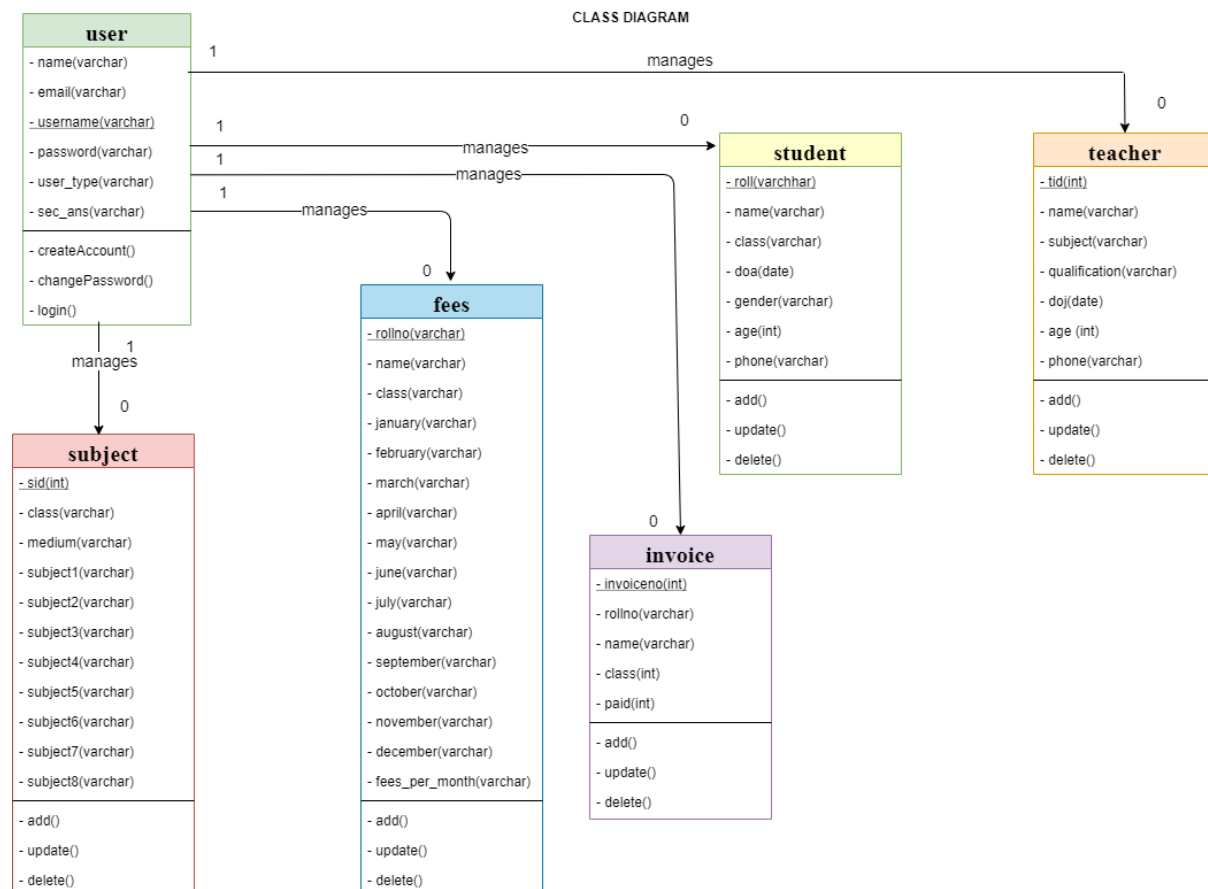 CLASS DIAGRAM
user
- name(varchar)
- email(varchar)
- username(varchar)
- password(varchar)
- user_type(varchar)
- sec_ans(varchar)
- createAccount()
- changePassword()
- login()
1
manages
0
1
manages
0
1
manages
0
1
manages
0
1
manages
0
student
- roll(varchhar)
- name(varchar)
- class(varchar)
- doa(date)
- gender(varchar)
- age(int)
- phone(varchar)
- add()
- update()
- delete()
teacher
- tid(int)
- name(varchar)
- subject(varchar)
- qualification(varchar)
- doj(date)
- age (int)
- phone(varchar)
- add()
- update()
- delete()
fees
- rollno(varchar)
- name(varchar)
- class(varchar)
- january(varchar)
- february(varchar)
- march(varchar)
- april(varchar)
- may(varchar)
- june(varchar)
- july(varchar)
- august(varchar)
- september(varchar)
- october(varchar)
- november(varchar)
- december(varchar)
- fees_per_month(varchar)
- add()
- update()
- delete()
subject
- sid(int)
- class(varchar)
- medium(varchar)
- subject1(varchar)
- subject2(varchar)
- subject3(varchar)
- subject4(varchar)
- subject5(varchar)
- subject6(varchar)
- subject7(varchar)
- subject8(varchar)
- add()
- update()
- delete()
invoice
- invoiceno(int)
- rollno(varchar)
- name(varchar)
- class(int)
- paid(int)
- add()
- update()
- delete()